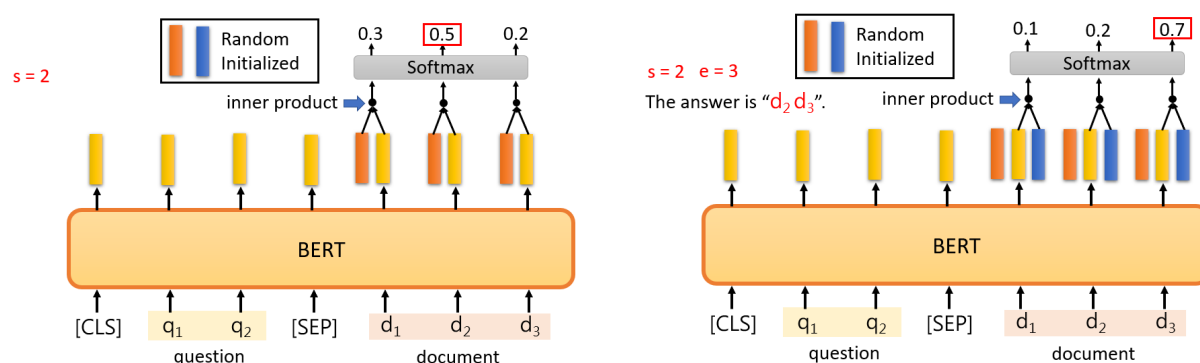 0.3 0.5 0.2
Random
Initialized
Softmax
s = 2
inner product
BERT
[CLS] q₁ q₂ [SEP] d₁ d₂ d₃
question document
0.1 0.2 0.7
Random
Initialized
Softmax
s = 2 e = 3
inner product
The answer is “d₂ d₃”.
BERT
[CLS] q₁ q₂ [SEP] d₁ d₂ d₃
question document